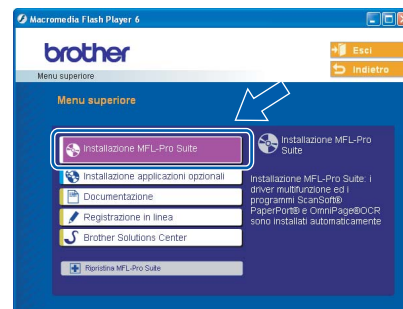 Macromedia Flash Player 6
brother
Esci
Indietro
Menu superiore
Menu superiore
Installazione MFL-Pro Suite
Installazione applicazioni opzionali
Documentazione
Registrazione in linea
Brother Solutions Center
Ripristina MFL-Pro Suite
Installazione MFL-Pro
Suite
Installazione MFL-Pro Suite: i
driver multifunzione ed i
programmi ScanSoft®
PaperPort® e OmniPage®OCR
sono installati automaticamente